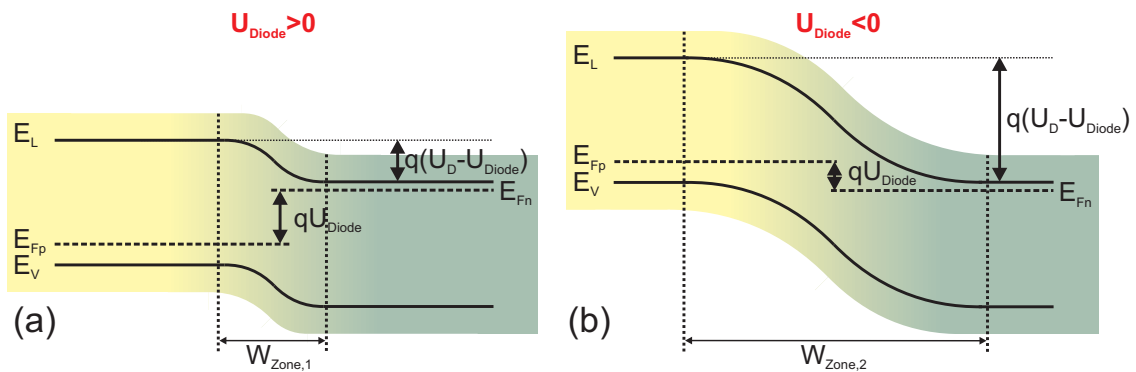 U_Diode>0
E_L
q(U_D-U_Diode)
E_Fn
qU_Diode
E_Fp
E_V
(a)
W_Zone,1
U_Diode<0
E_L
q(U_D-U_Diode)
E_Fp
qU_Diode
E_V
E_Fn
(b)
W_Zone,2